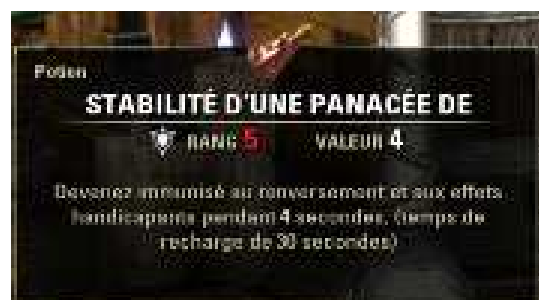 Potion
STABILITÉ D'UNE PANACÉE DE
RANG 5 VALEUR 4
Devenez immunisé au renversement et aux effets
handicapants pendant 4 secondes. (temps de
recharge de 30 secondes)